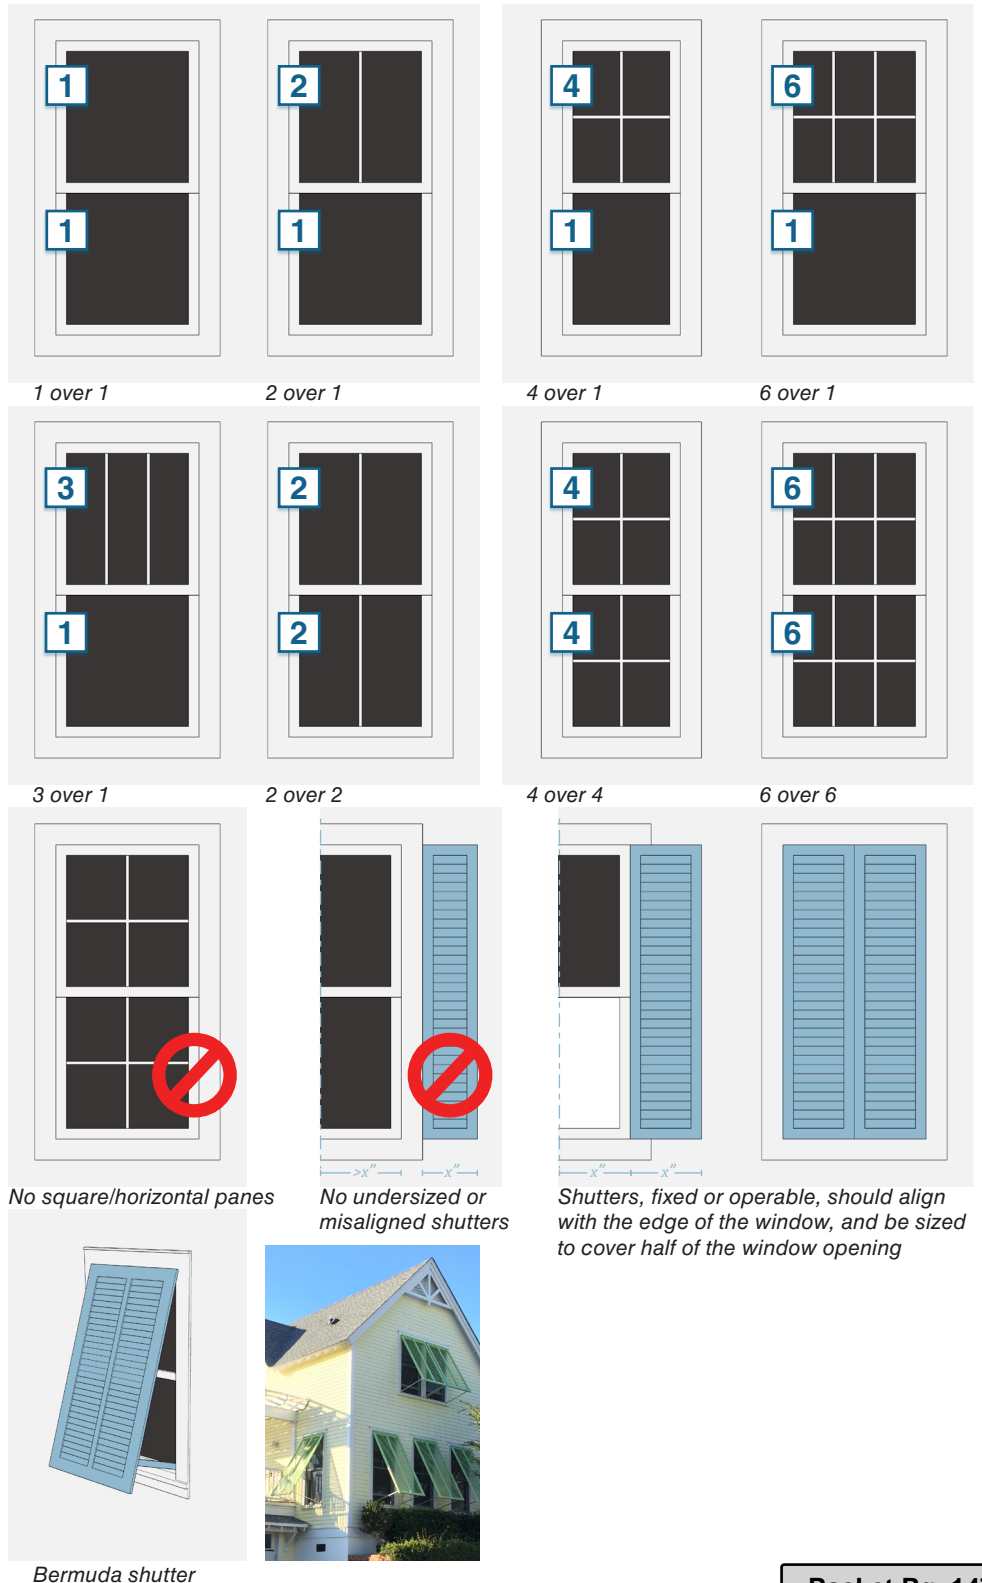 1
2
4
6
1
1
1
1
1 over 1
2 over 1
4 over 1
6 over 1
3
2
4
6
1
2
4
6
3 over 1
2 over 2
4 over 4
6 over 6
>x"
x"
x"
x"
No square/horizontal panes
No undersized or
misaligned shutters
Shutters, fixed or operable, should align
with the edge of the window, and be sized
to cover half of the window opening
Bermuda shutter